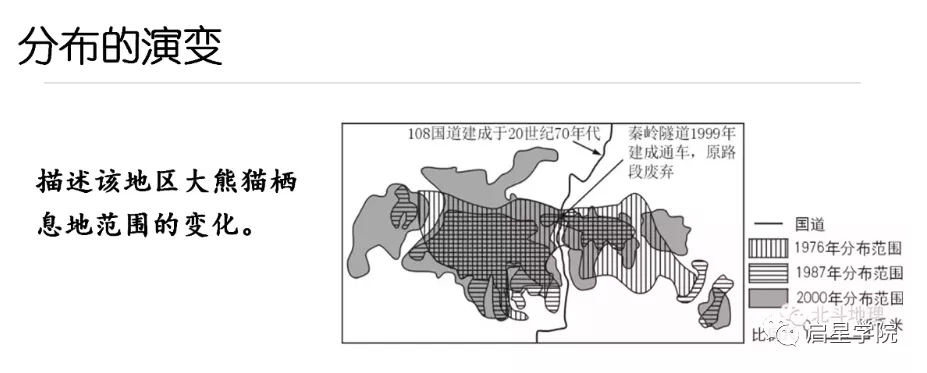 分布的演变
描述该地区大熊猫栖
息地范围的变化。
108国道建成于20世纪70年代
秦岭隧道1999年
建成通车，原路
段废弃
国道
1976年分布范围
1987年分布范围
2000年分布范围
北斗地理
启星学院